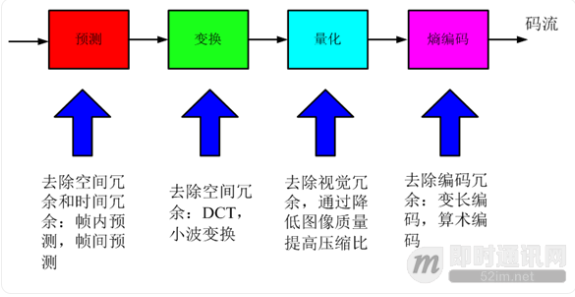 预测
变换
量化
熵编码
码流
去除空间冗
余和时间冗
余：帧内预
测，帧间预
测
去除空间冗
余：DCT，
小波变换
去除视觉冗
余，通过降
低图像质量
提高压缩比
去除编码冗
余：变长编
码，算术编
码
m
即时通讯网
52im.net